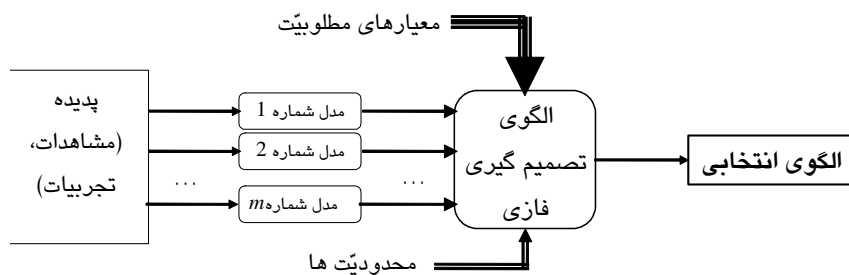 معیارهای مطلوبیّت
پدیده
(مشاهدات،
تجربیات)
مدل شماره 1
مدل شماره 2
... ...
مدل شماره m
الگوی
تصمیم گیری
فازی
الگوی انتخابی
محدودیّت ها